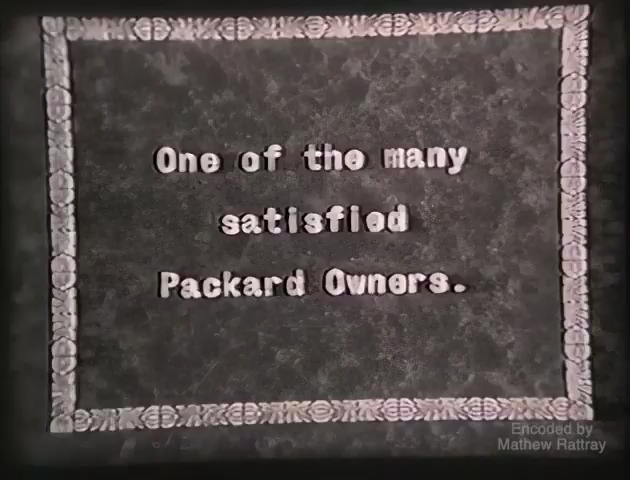 One of the many
satisfied
Packard Owners.
Encoded by
Mathew Rattray